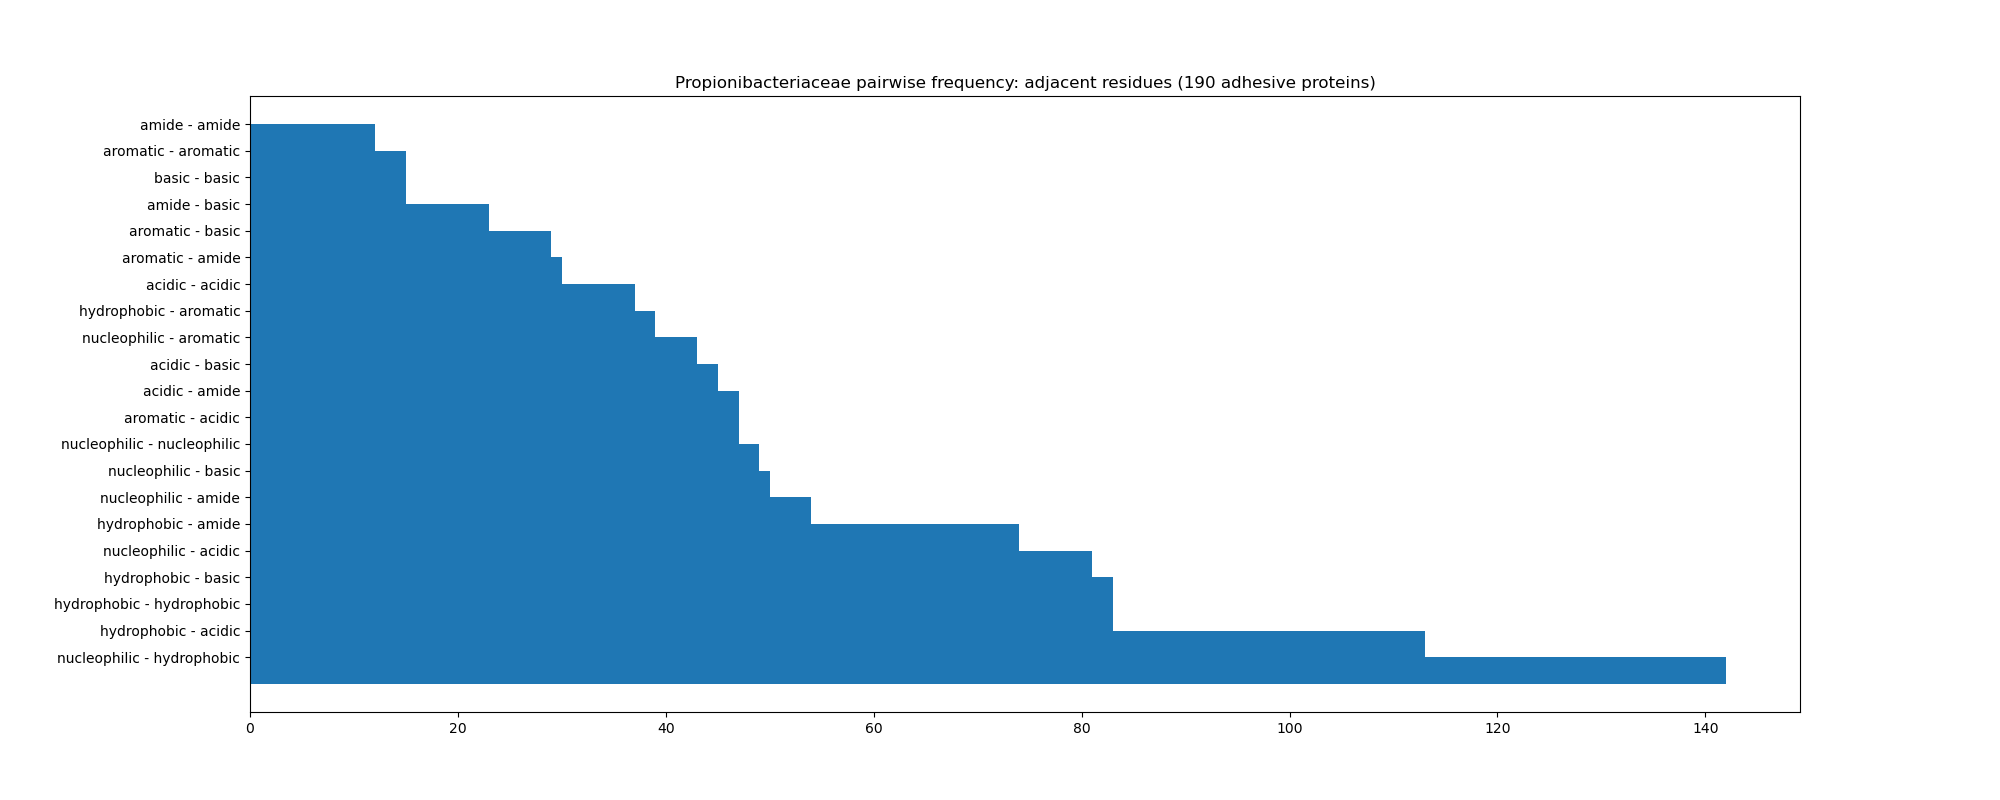 Propionibacteriaceae pairwise frequency: adjacent residues (190 adhesive proteins)
amide - amide
aromatic - aromatic
basic - basic
amide - basic
aromatic - basic
aromatic - amide
acidic - acidic
hydrophobic - aromatic
nucleophilic - aromatic
acidic - basic
acidic - amide
aromatic - acidic
nucleophilic - nucleophilic
nucleophilic - basic
nucleophilic - amide
hydrophobic - amide
nucleophilic - acidic
hydrophobic - basic
hydrophobic - hydrophobic
hydrophobic - acidic
nucleophilic - hydrophobic
0 20 40 60 80 100 120 140